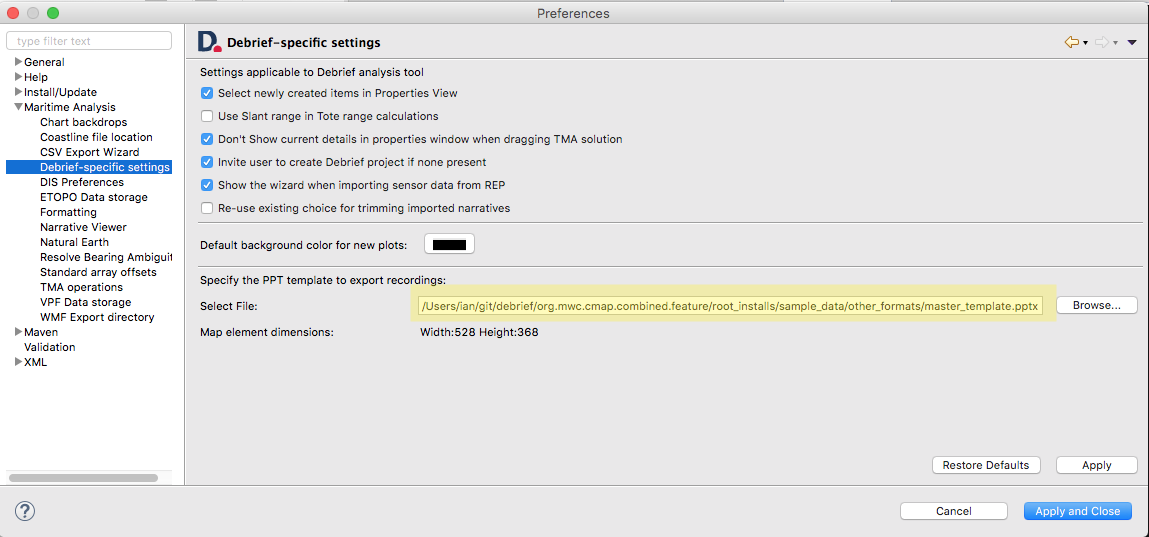 Preferences
type filter text
General
Help
Install/Update
Maritime Analysis
Chart backdrops
Coastline file location
CSV Export Wizard
Debrief-specific settings
DIS Preferences
ETOPO Data storage
Formatting
Narrative Viewer
Natural Earth
Resolve Bearing Ambiguit
Standard array offsets
TMA operations
VPF Data storage
WMF Export directory
Maven
Validation
XML
D. Debrief-specific settings
Settings applicable to Debrief analysis tool
Select newly created items in Properties View
Use Slant range in Tote range calculations
Don't Show current details in properties window when dragging TMA solution
Invite user to create Debrief project if none present
Show the wizard when importing sensor data from REP
Re-use existing choice for trimming imported narratives
Default background color for new plots:
Specify the PPT template to export recordings:
Select File: /Users/ian/git/debrief/org.mwc.cmap.combined.feature/root_installs/sample_data/other_formats/master_template.pptx Browse...
Map element dimensions: Width:528 Height:368
Restore Defaults Apply
? Cancel Apply and Close